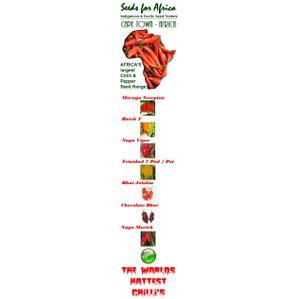 Seeds for Africa
Indigenous & Exotic Seed Traders
CAPE TOWN - AFRICA
AFRICA'S
largest
Chilli &
Pepper
Seed Range
Moruga Scorpion
Butch T
Naga Viper
Trinidad 7 Pod / Pot
Bhut Jolokia
Chocolate Bhut
Naga Morich
THE WORLDS
HOTTEST
CHILLI'S